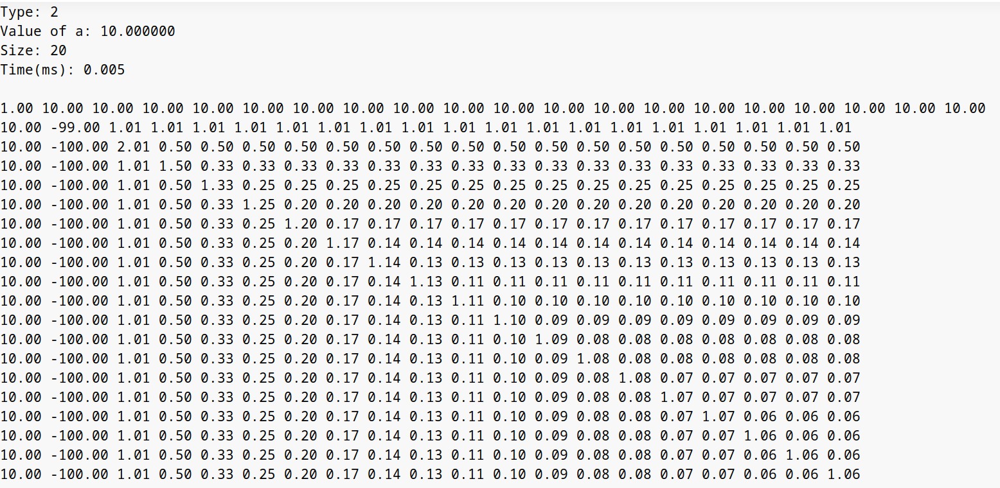 Type: 2
Value of a: 10.000000
Size: 20
Time(ms): 0.005
1.00 10.00 10.00 10.00 10.00 10.00 10.00 10.00 10.00 10.00 10.00 10.00 10.00 10.00 10.00 10.00 10.00 10.00 10.00 10.00
10.00 -99.00 1.01 1.01 1.01 1.01 1.01 1.01 1.01 1.01 1.01 1.01 1.01 1.01 1.01 1.01 1.01 1.01 1.01 1.01
10.00 -100.00 2.01 0.50 0.50 0.50 0.50 0.50 0.50 0.50 0.50 0.50 0.50 0.50 0.50 0.50 0.50 0.50 0.50 0.50
10.00 -100.00 1.01 1.50 0.33 0.33 0.33 0.33 0.33 0.33 0.33 0.33 0.33 0.33 0.33 0.33 0.33 0.33 0.33 0.33
10.00 -100.00 1.01 0.50 1.33 0.25 0.25 0.25 0.25 0.25 0.25 0.25 0.25 0.25 0.25 0.25 0.25 0.25 0.25 0.25
10.00 -100.00 1.01 0.50 0.33 1.25 0.20 0.20 0.20 0.20 0.20 0.20 0.20 0.20 0.20 0.20 0.20 0.20 0.20 0.20
10.00 -100.00 1.01 0.50 0.33 0.25 1.20 0.17 0.17 0.17 0.17 0.17 0.17 0.17 0.17 0.17 0.17 0.17 0.17 0.17
10.00 -100.00 1.01 0.50 0.33 0.25 0.20 1.17 0.14 0.14 0.14 0.14 0.14 0.14 0.14 0.14 0.14 0.14 0.14 0.14
10.00 -100.00 1.01 0.50 0.33 0.25 0.20 0.17 1.14 0.13 0.13 0.13 0.13 0.13 0.13 0.13 0.13 0.13 0.13 0.13
10.00 -100.00 1.01 0.50 0.33 0.25 0.20 0.17 0.14 1.13 0.11 0.11 0.11 0.11 0.11 0.11 0.11 0.11 0.11 0.11
10.00 -100.00 1.01 0.50 0.33 0.25 0.20 0.17 0.14 0.13 1.11 0.10 0.10 0.10 0.10 0.10 0.10 0.10 0.10 0.10
10.00 -100.00 1.01 0.50 0.33 0.25 0.20 0.17 0.14 0.13 0.11 1.10 0.09 0.09 0.09 0.09 0.09 0.09 0.09 0.09
10.00 -100.00 1.01 0.50 0.33 0.25 0.20 0.17 0.14 0.13 0.11 0.10 1.09 0.08 0.08 0.08 0.08 0.08 0.08 0.08
10.00 -100.00 1.01 0.50 0.33 0.25 0.20 0.17 0.14 0.13 0.11 0.10 0.09 1.08 0.08 0.08 0.08 0.08 0.08 0.08
10.00 -100.00 1.01 0.50 0.33 0.25 0.20 0.17 0.14 0.13 0.11 0.10 0.09 0.08 1.08 0.07 0.07 0.07 0.07 0.07
10.00 -100.00 1.01 0.50 0.33 0.25 0.20 0.17 0.14 0.13 0.11 0.10 0.09 0.08 0.08 1.07 0.07 0.07 0.07 0.07
10.00 -100.00 1.01 0.50 0.33 0.25 0.20 0.17 0.14 0.13 0.11 0.10 0.09 0.08 0.08 0.07 1.07 0.06 0.06 0.06
10.00 -100.00 1.01 0.50 0.33 0.25 0.20 0.17 0.14 0.13 0.11 0.10 0.09 0.08 0.08 0.07 0.07 1.06 0.06 0.06
10.00 -100.00 1.01 0.50 0.33 0.25 0.20 0.17 0.14 0.13 0.11 0.10 0.09 0.08 0.08 0.07 0.07 0.06 1.06 0.06
10.00 -100.00 1.01 0.50 0.33 0.25 0.20 0.17 0.14 0.13 0.11 0.10 0.09 0.08 0.08 0.07 0.07 0.06 0.06 1.06